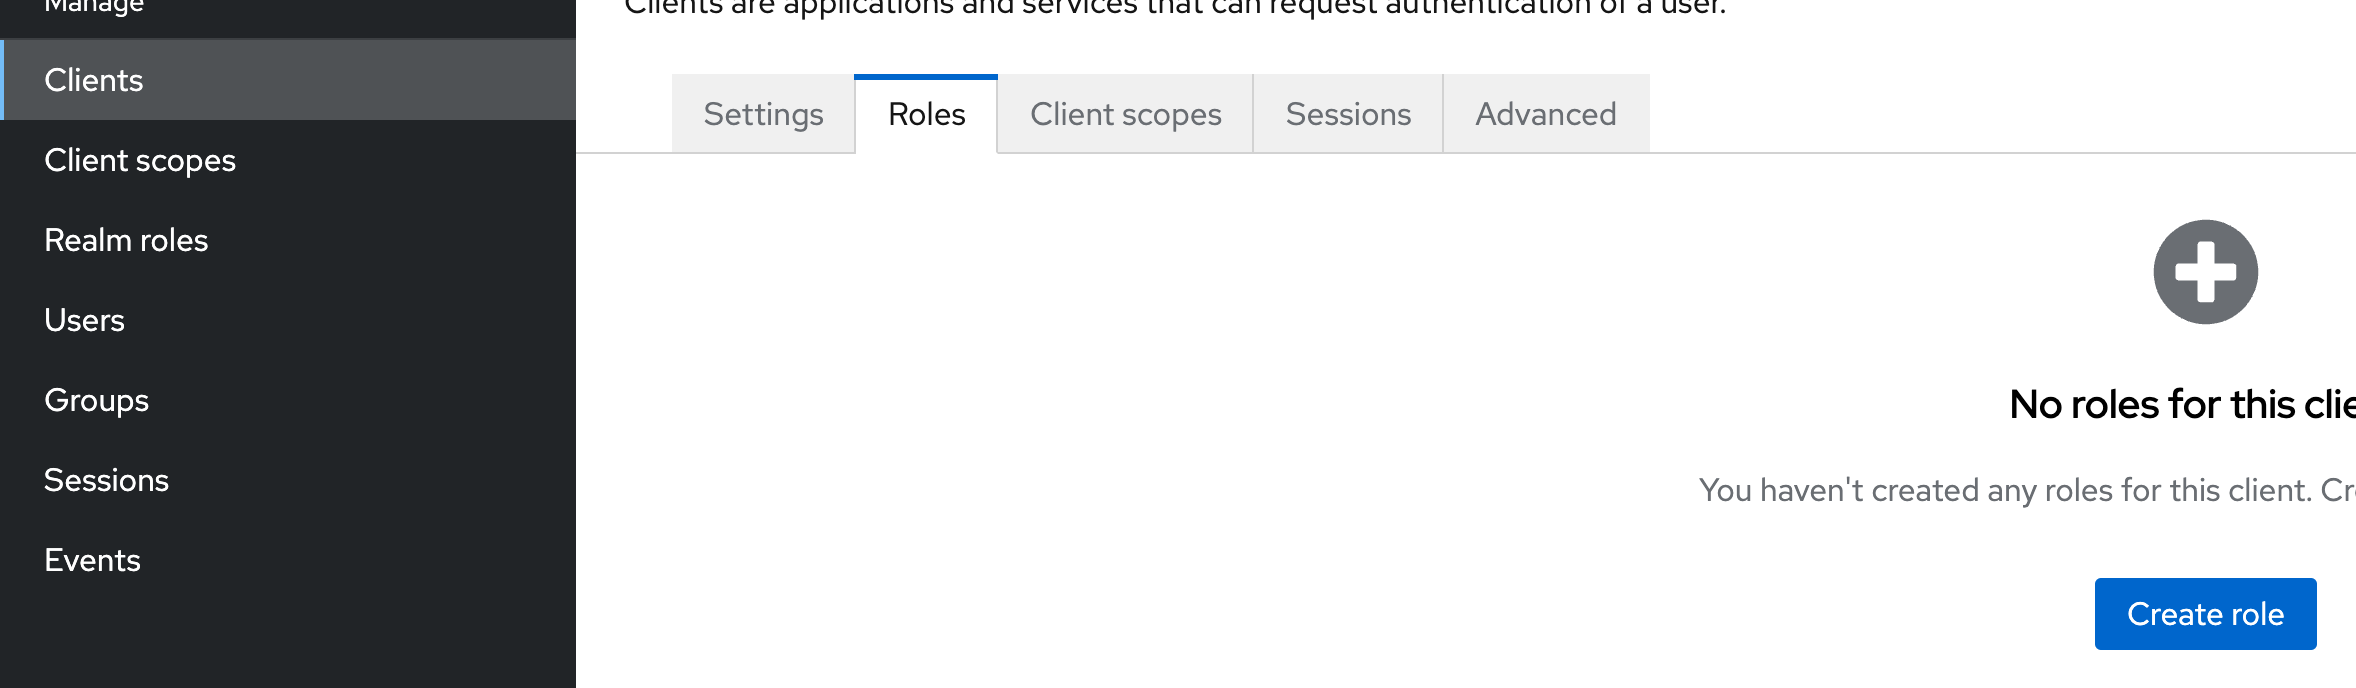 Manage
Clients
Client scopes
Realm roles
Users
Groups
Sessions
Events
Clients are applications and services that can request authentication of a user.
Settings Roles Client scopes Sessions Advanced
No roles for this clie
You haven't created any roles for this client. Cr
Create role